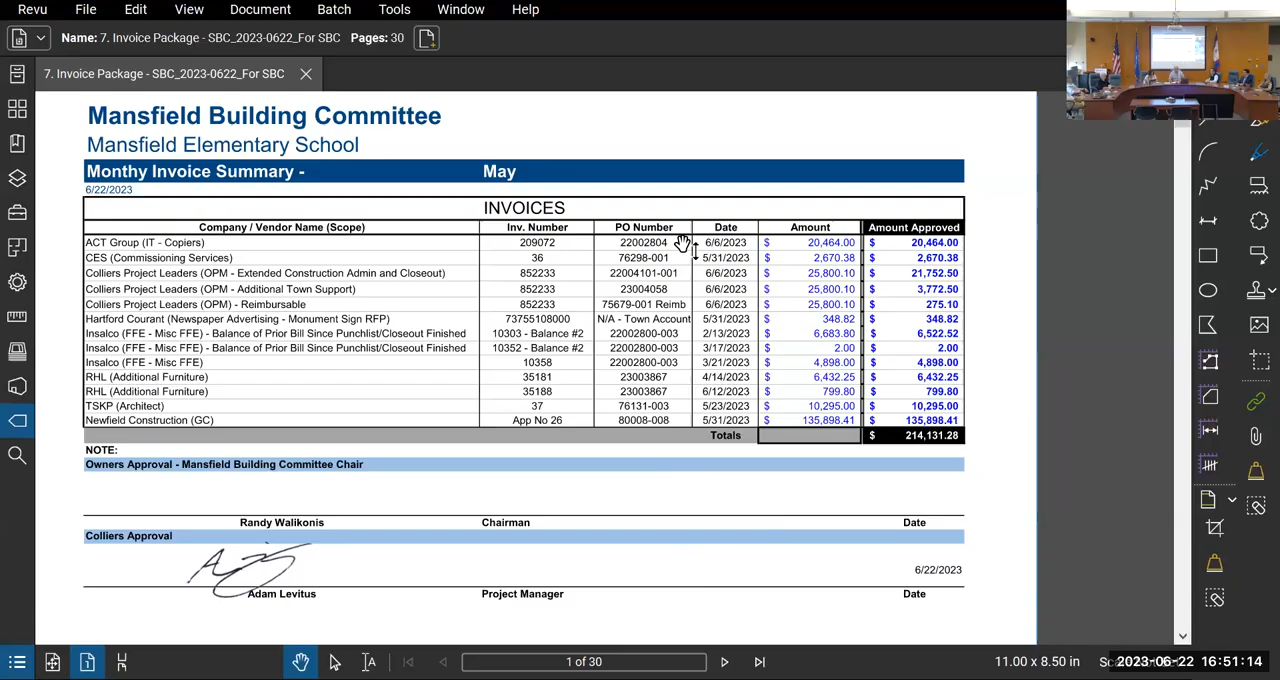 Revu File Edit View Document Batch Tools Window Help
Name: 7. Invoice Package - SBC_2023-0622_For SBC Pages: 30
7. Invoice Package - SBC_2023-0622_For SBC
Mansfield Building Committee
Mansfield Elementary School
Monthy Invoice Summary - May
6/22/2023
INVOICES
Company / Vendor Name (Scope) Inv. Number PO Number Date Amount Amount Approved
ACT Group (IT - Copiers) 209072 22002804 6/6/2023 $ 20,464.00 $ 20,464.00
CES (Commissioning Services) 36 76298-001 5/31/2023 $ 2,670.38 $ 2,670.38
Colliers Project Leaders (OPM - Extended Construction Admin and Closeout) 852233 22004101-001 6/6/2023 $ 25,800.10 $ 21,752.50
Colliers Project Leaders (OPM - Additional Town Support) 852233 23004058 6/6/2023 $ 25,800.10 $ 3,772.50
Colliers Project Leaders (OPM) - Reimbursable 852233 75679-001 Reimb 6/6/2023 $ 25,800.10 $ 275.10
Hartford Courant (Newspaper Advertising - Monument Sign RFP) 73755108000 N/A - Town Account 5/31/2023 $ 348.82 $ 348.82
Insalco (FFE - Misc FFE) - Balance of Prior Bill Since Punchlist/Closeout Finished 10303 - Balance #2 22002800-003 2/13/2023 $ 6,683.80 $ 6,522.52
Insalco (FFE - Misc FFE) - Balance of Prior Bill Since Punchlist/Closeout Finished 10352 - Balance #2 22002800-003 3/17/2023 $ 2.00 $ 2.00
Insalco (FFE - Misc FFE) 10358 22002800-003 3/21/2023 $ 4,898.00 $ 4,898.00
RHL (Additional Furniture) 35181 23003867 4/14/2023 $ 6,432.25 $ 6,432.25
RHL (Additional Furniture) 35188 23003867 6/12/2023 $ 799.80 $ 799.80
TSKP (Architect) 37 76131-003 5/23/2023 $ 10,295.00 $ 10,295.00
Newfield Construction (GC) App No 26 80008-008 5/31/2023 $ 135,898.41 $ 135,898.41
Totals $ 214,131.28
NOTE:
Owners Approval - Mansfield Building Committee Chair
Randy Walikonis Chairman Date
Colliers Approval
6/22/2023
Adam Levitus Project Manager Date
1 of 30 11.00 x 8.50 in 2023-06-22 16:51:14